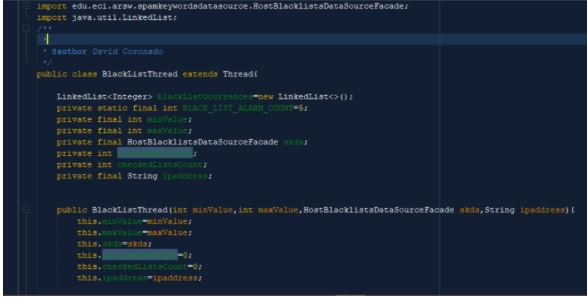 import edu.eci.arsw.spamkeywordsdatasource.HostBlacklistsDataSourceFacade;
import java.util.LinkedList;
/**
*
* @author David Coronado
*/
public class BlackListThread extends Thread{
LinkedList<Integer> blackListOcurrences=new LinkedList<>();
private static final int BLACK_LIST_ALARM_COUNT=5;
private final int minValue;
private final int maxValue;
private final HostBlacklistsDataSourceFacade skds;
private int ;
private int checkedListsCount;
private final String ipaddress;
public BlackListThread(int minValue,int maxValue,HostBlacklistsDataSourceFacade skds,String ipaddress){
this.minValue=minValue;
this.maxValue=maxValue;
this.skds=skds;
this. =0;
this.checkedListsCount=0;
this.ipaddress=ipaddress;